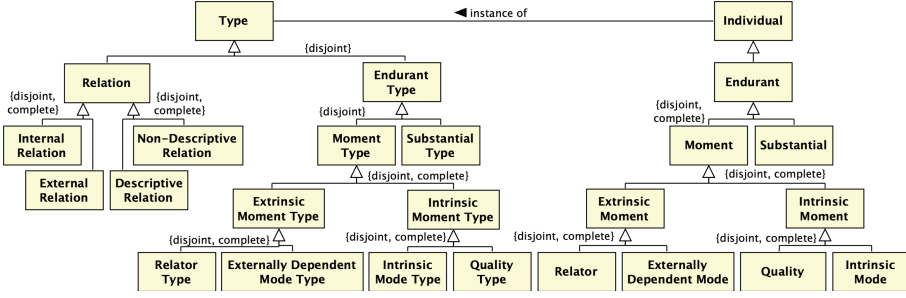 Type
◀ instance of
Individual
{disjoint}
Relation
Endurant
Type
Endurant
{disjoint,
complete}
{disjoint,
complete}
{disjoint}
{disjoint,
complete}
Internal
Relation
Non-Descriptive
Relation
Moment
Type
Substantial
Type
Moment
Substantial
External
Relation
Descriptive
Relation
{disjoint, complete}
{disjoint, complete}
Extrinsic
Moment Type
Intrinsic
Moment Type
Extrinsic
Moment
Intrinsic
Moment
{disjoint, complete}
{disjoint, complete}
{disjoint, complete}
{disjoint, complete}
Relator
Type
Externally Dependent
Mode Type
Intrinsic
Mode Type
Quality
Type
Relator
Externally
Dependent Mode
Quality
Intrinsic
Mode